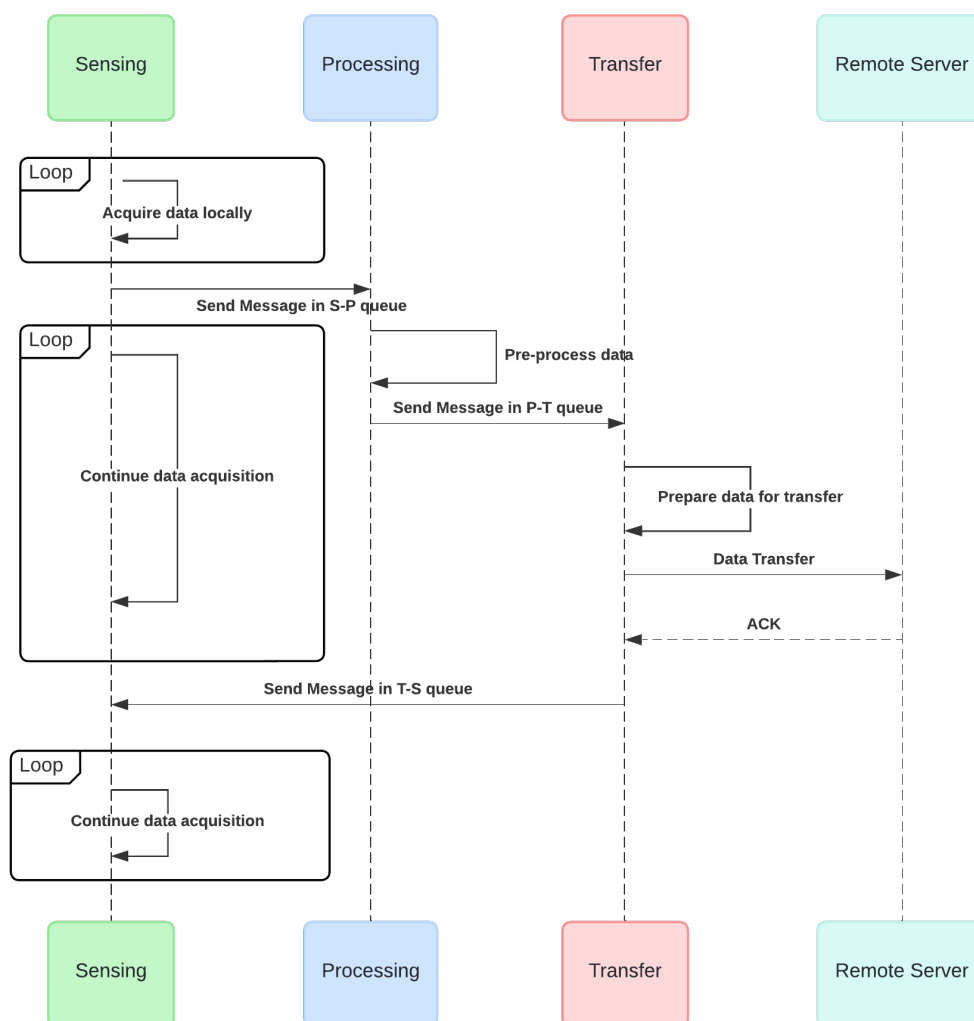 Sensing
Processing
Transfer
Remote Server
Loop
Acquire data locally
Send Message in S-P queue
Loop
Pre-process data
Send Message in P-T queue
Continue data acquisition
Prepare data for transfer
Data Transfer
ACK
Send Message in T-S queue
Loop
Continue data acquisition
Sensing
Processing
Transfer
Remote Server